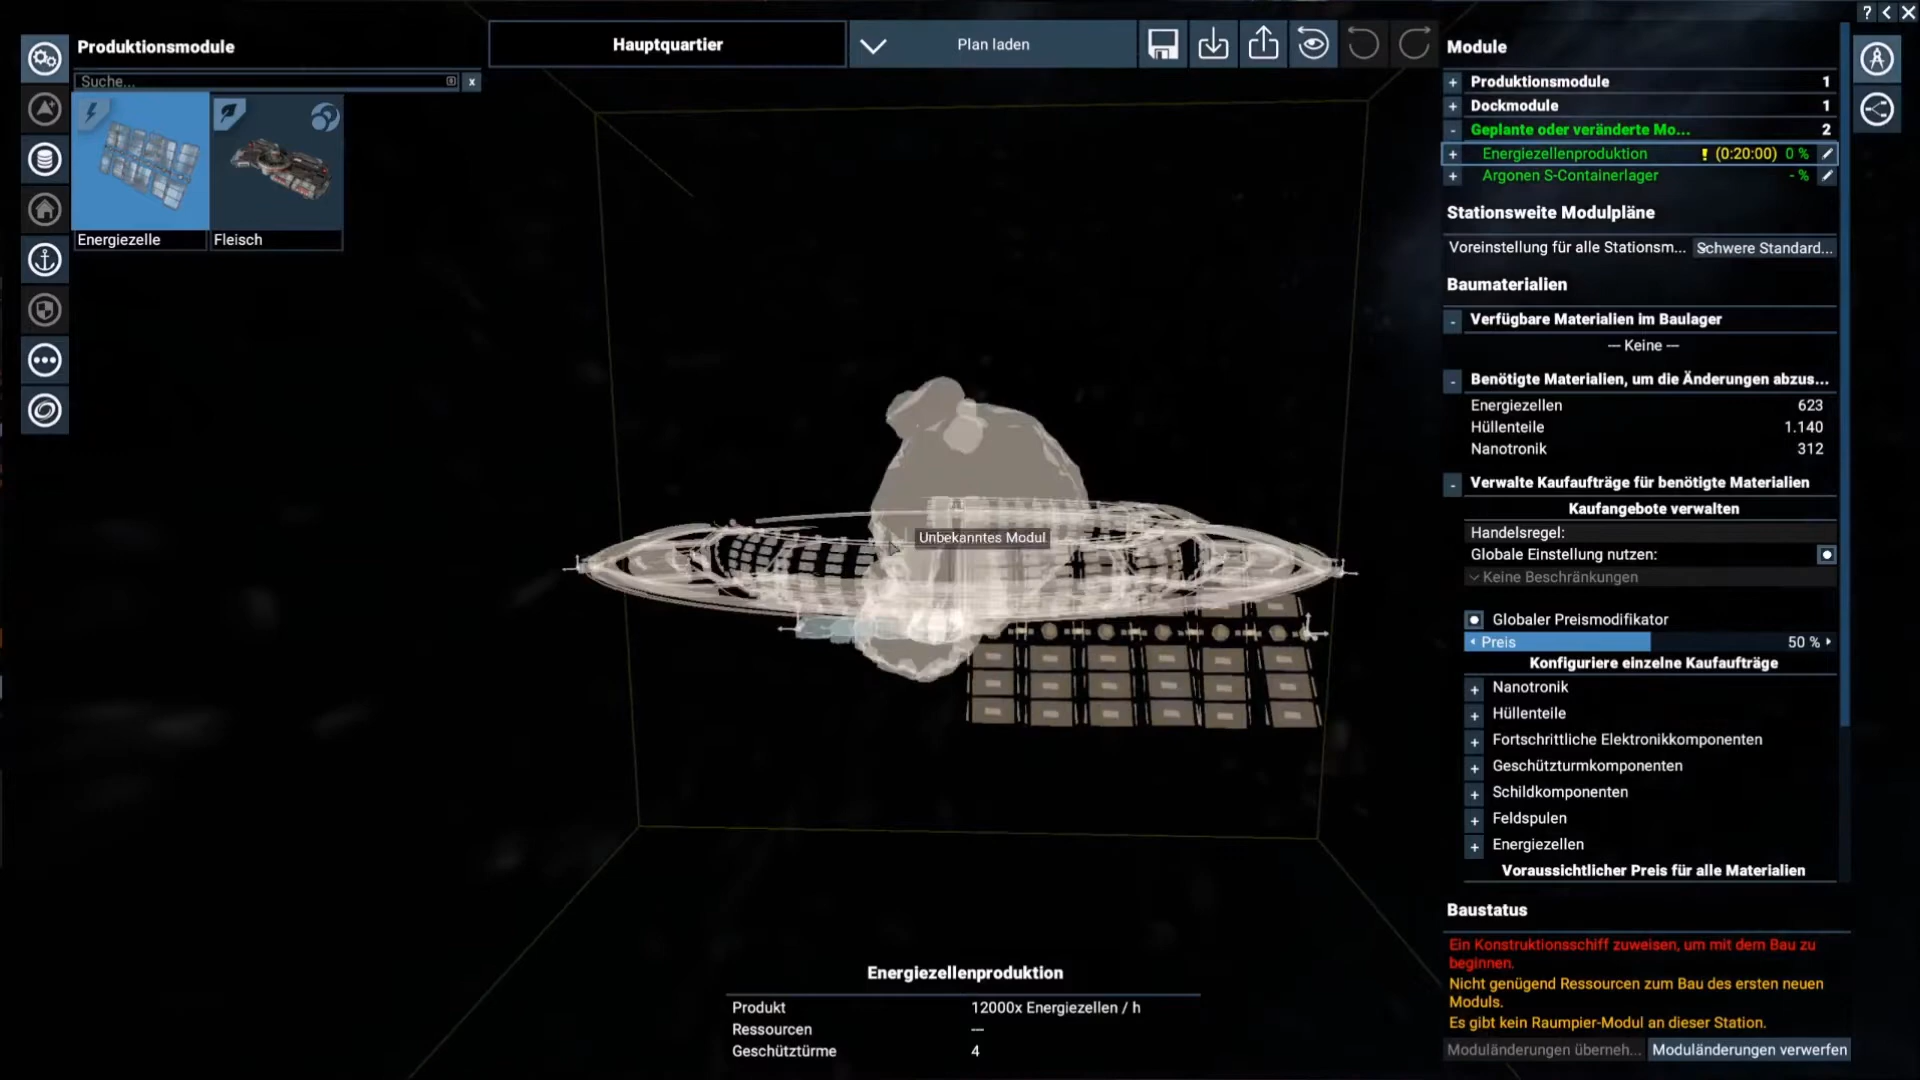 ?
Produktionsmodule
Suche...
x
Energiezelle
Fleisch
Hauptquartier
Plan laden
Unbekanntes Modul
Energiezellenproduktion
Produkt 12000x Energiezellen / h
Ressourcen ---
Geschütztürme 4
Module
+ Produktionsmodule 1
+ Dockmodule 1
- Geplante oder veränderte Mo... 2
+ Energiezellenproduktion ! (0:20:00) 0 %
+ Argonen S-Containerlager - %
Stationsweite Modulpläne
Voreinstellung für alle Stationsm... Schwere Standard...
Baumaterialien
- Verfügbare Materialien im Baulager
--- Keine ---
- Benötigte Materialien, um die Änderungen abzus...
Energiezellen 623
Hüllenteile 1.140
Nanotronik 312
- Verwalte Kaufaufträge für benötigte Materialien
Kaufangebote verwalten
Handelsregel:
Globale Einstellung nutzen:
Keine Beschränkungen
Globaler Preismodifikator
Preis 50 %
Konfiguriere einzelne Kaufaufträge
+ Nanotronik
+ Hüllenteile
+ Fortschrittliche Elektronikkomponenten
+ Geschützturmkomponenten
+ Schildkomponenten
+ Feldspulen
+ Energiezellen
Voraussichtlicher Preis für alle Materialien
Baustatus
Ein Konstruktionsschiff zuweisen, um mit dem Bau zu
beginnen.
Nicht genügend Ressourcen zum Bau des ersten neuen
Moduls.
Es gibt kein Raumpier-Modul an dieser Station.
Moduländerungen überneh... Moduländerungen verwerfen